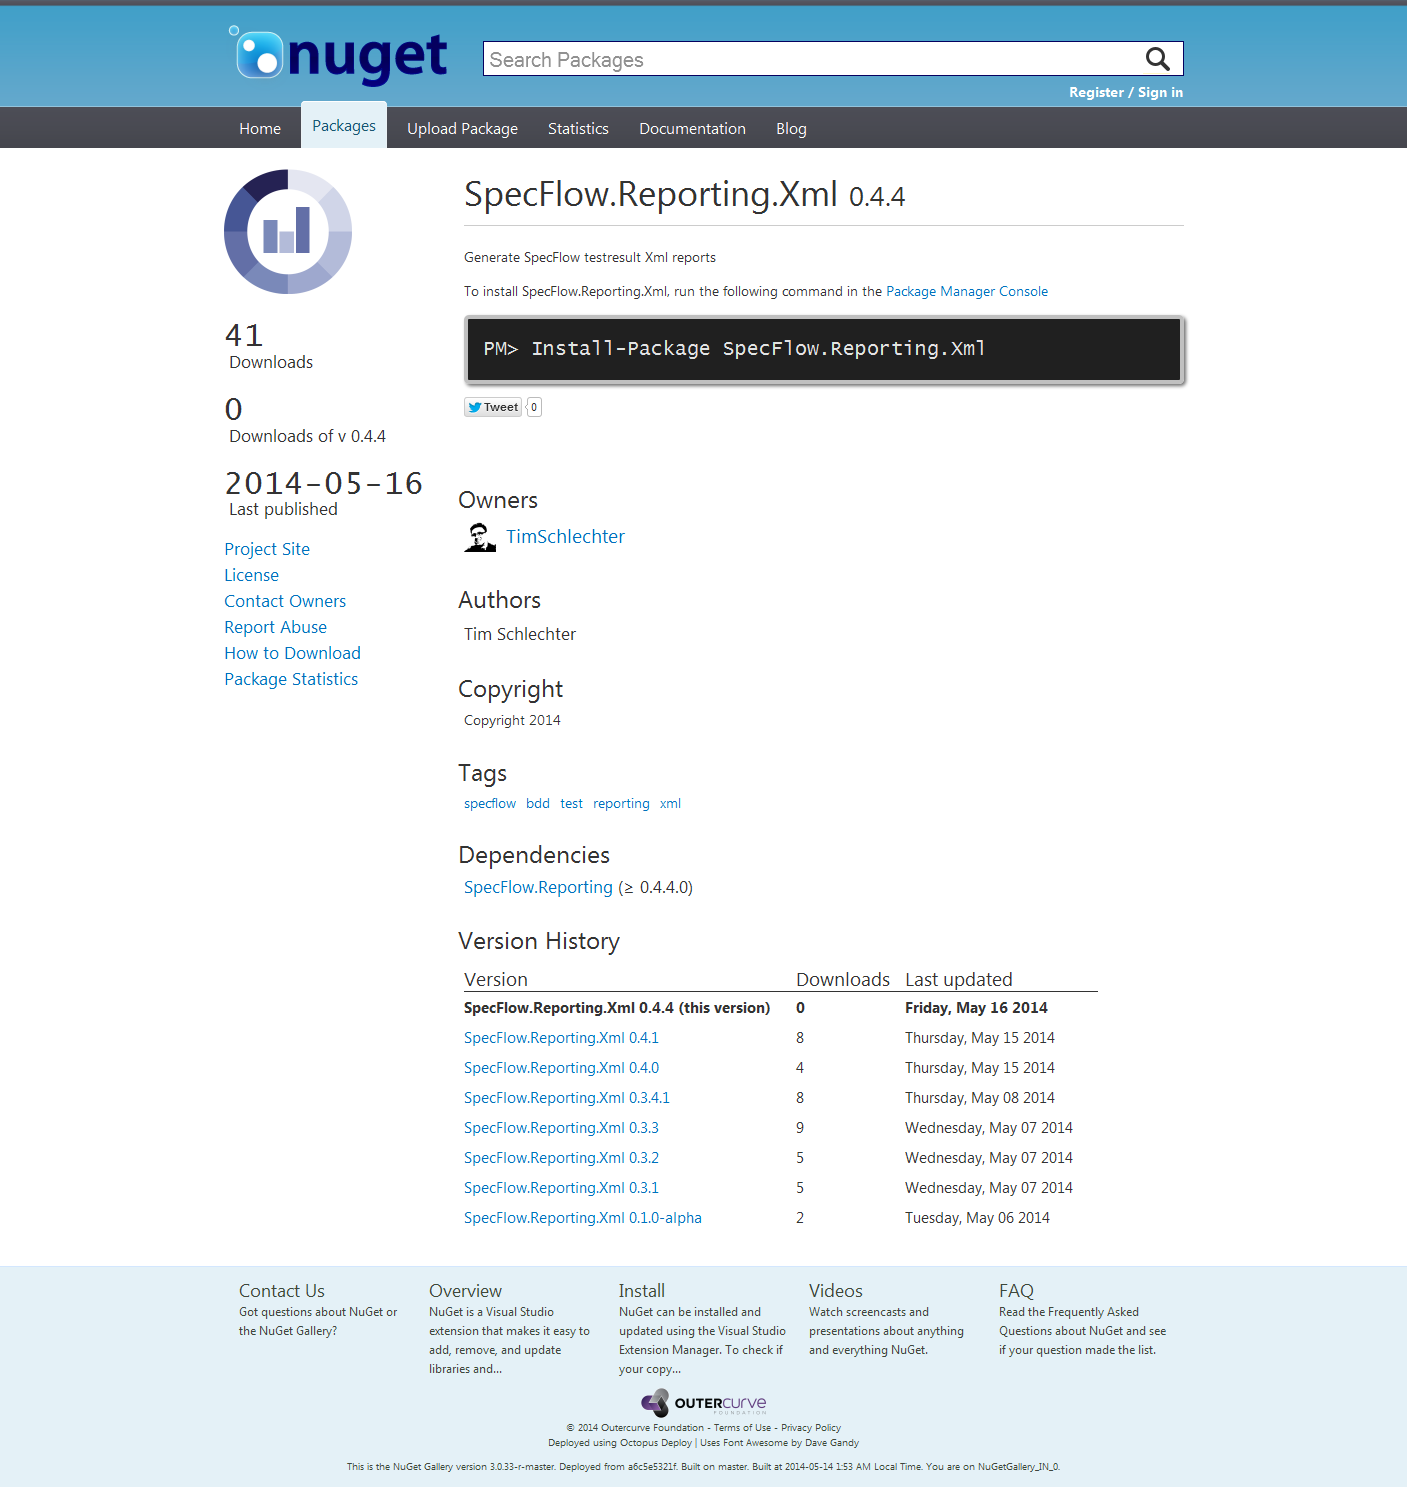 nuget
Search Packages
Register / Sign in
Home Packages Upload Package Statistics Documentation Blog
SpecFlow.Reporting.Xml 0.4.4
Generate SpecFlow testresult Xml reports
To install SpecFlow.Reporting.Xml, run the following command in the Package Manager Console
PM> Install-Package SpecFlow.Reporting.Xml
Tweet 0
41
Downloads
0
Downloads of v 0.4.4
2014-05-16
Last published
Project Site
License
Contact Owners
Report Abuse
How to Download
Package Statistics
Owners
TimSchlechter
Authors
Tim Schlechter
Copyright
Copyright 2014
Tags
specflow bdd test reporting xml
Dependencies
SpecFlow.Reporting (≥ 0.4.4.0)
Version History
Version Downloads Last updated
SpecFlow.Reporting.Xml 0.4.4 (this version) 0 Friday, May 16 2014
SpecFlow.Reporting.Xml 0.4.1 8 Thursday, May 15 2014
SpecFlow.Reporting.Xml 0.4.0 4 Thursday, May 15 2014
SpecFlow.Reporting.Xml 0.3.4.1 8 Thursday, May 08 2014
SpecFlow.Reporting.Xml 0.3.3 9 Wednesday, May 07 2014
SpecFlow.Reporting.Xml 0.3.2 5 Wednesday, May 07 2014
SpecFlow.Reporting.Xml 0.3.1 5 Wednesday, May 07 2014
SpecFlow.Reporting.Xml 0.1.0-alpha 2 Tuesday, May 06 2014
Contact Us
Got questions about NuGet or
the NuGet Gallery?
Overview
NuGet is a Visual Studio
extension that makes it easy to
add, remove, and update
libraries and...
Install
NuGet can be installed and
updated using the Visual Studio
Extension Manager. To check if
your copy...
Videos
Watch screencasts and
presentations about anything
and everything NuGet.
FAQ
Read the Frequently Asked
Questions about NuGet and see
if your question made the list.
OUTERCURVE
FOUNDATION
© 2014 Outercurve Foundation - Terms of Use - Privacy Policy
Deployed using Octopus Deploy | Uses Font Awesome by Dave Gandy
This is the NuGet Gallery version 3.0.33-r-master. Deployed from a6c5e5321f. Built on master. Built at 2014-05-14 1:53 AM Local Time. You are on NuGetGallery_IN_0.